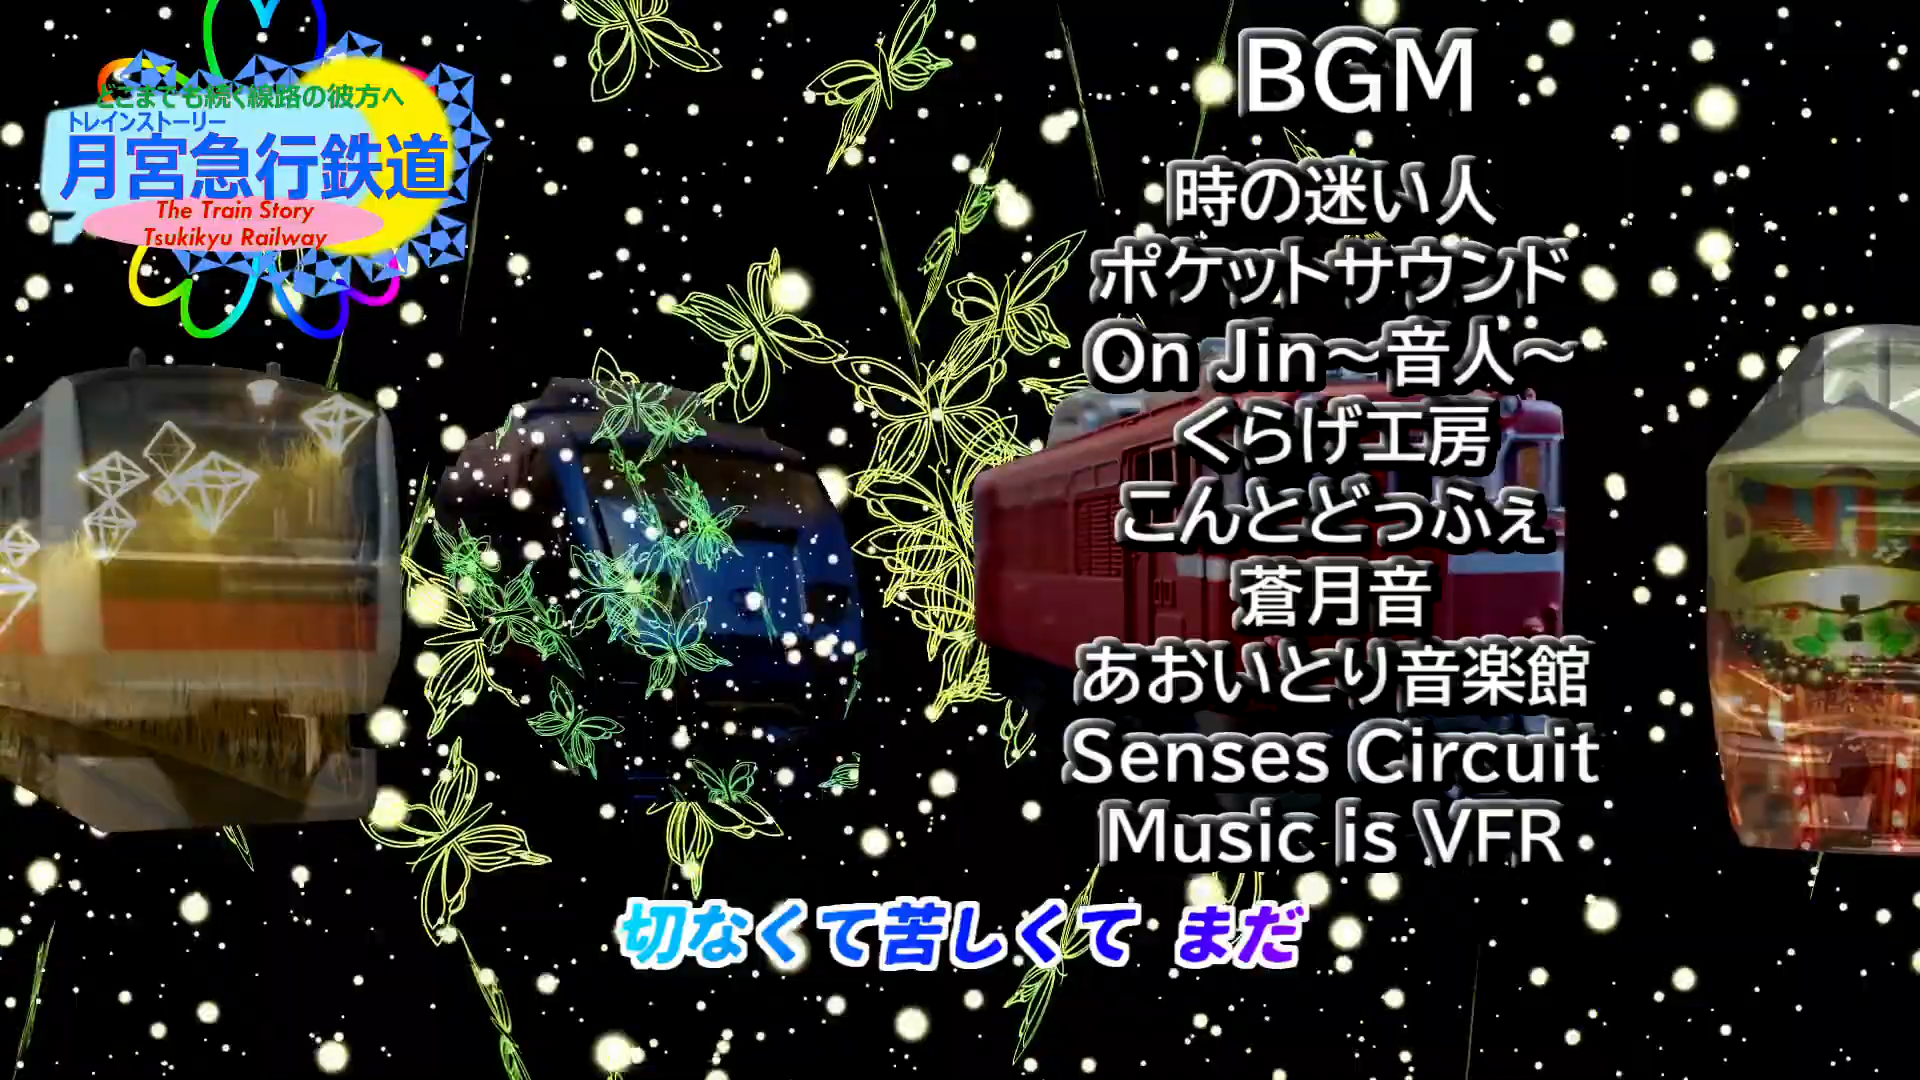 どこまでも続く線路の彼方へ
トレインストーリー
月宮急行鉄道
The Train Story
Tsukikyu Railway
BGM
時の迷い人
ポケットサウンド
On Jin～音人～
くらげ工房
こんとどぅふぇ
蒼月音
あおいとり音楽館
Senses Circuit
Music is VFR
切なくて苦しくて まだ